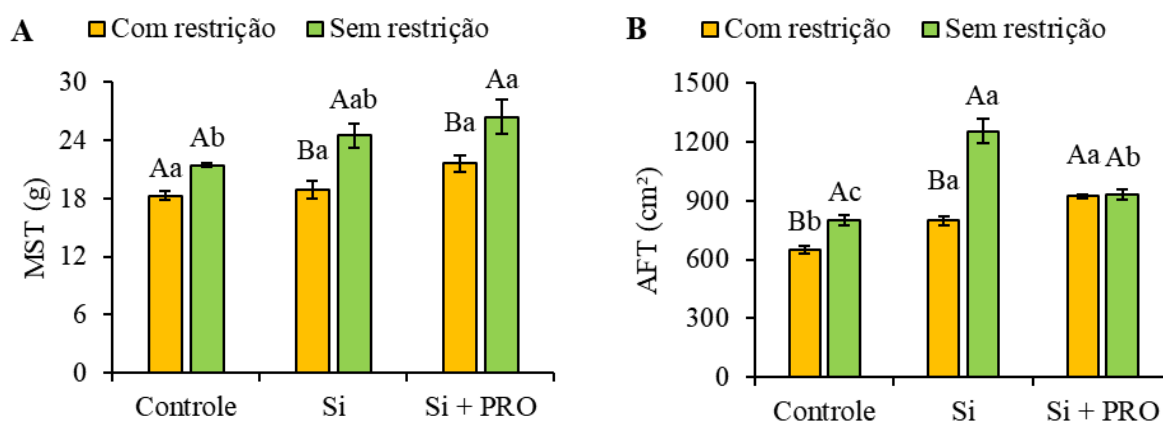 A
Com restrição Sem restrição
MST (g)
30
24
18
12
6
0
Aa
Ab
Ba
Aab
Ba
Aa
Controle Si Si + PRO
B
Com restrição Sem restrição
AFT (cm²)
1500
1200
900
600
300
0
Bb
Ac
Ba
Aa
Aa
Ab
Controle Si Si + PRO